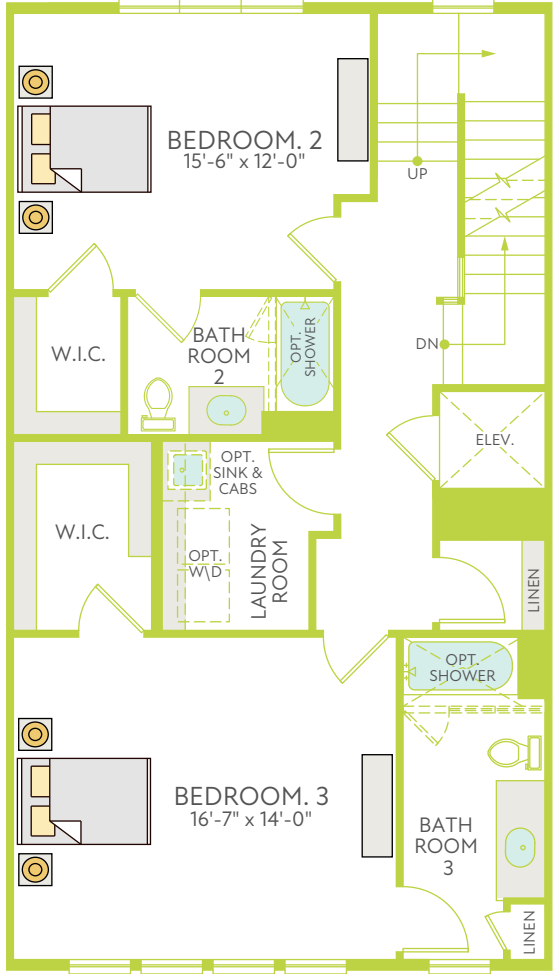 BEDROOM. 2
15'-6" x 12'-0"
UP
W.I.C.
BATH
ROOM
2
OPT.
SHOWER
DN
ELEV.
W.I.C.
OPT.
SINK &
CABS
OPT.
W\D
LAUNDRY
ROOM
LINEN
OPT.
SHOWER
BEDROOM. 3
16'-7" x 14'-0"
BATH
ROOM
3
LINEN